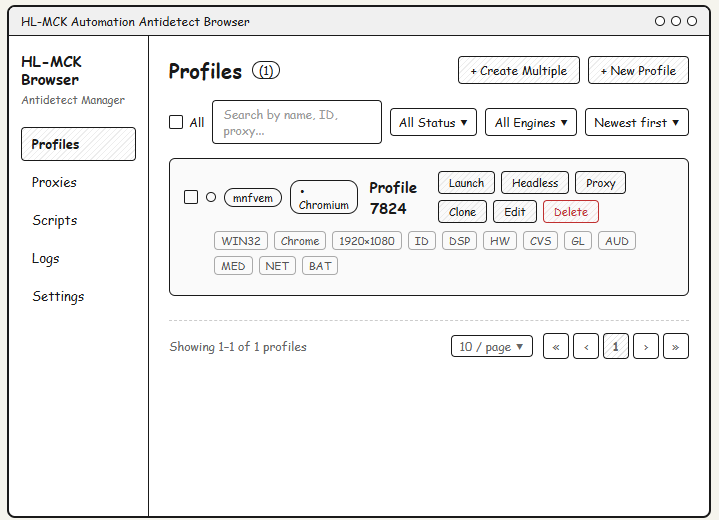 HL-MCK Automation Antidetect Browser
HL-MCK
Browser
Antidetect Manager
Profiles
Proxies
Scripts
Logs
Settings
Profiles (1)
+ Create Multiple
+ New Profile
All
Search by name, ID,
proxy...
All Status ▼
All Engines ▼
Newest first ▼
mnfvem
•
Chromium
Profile
7824
Launch Headless Proxy
Clone Edit Delete
WIN32 Chrome 1920×1080 ID DSP HW CVS GL AUD
MED NET BAT
Showing 1–1 of 1 profiles
10 / page ▼
« ‹ 1 › »